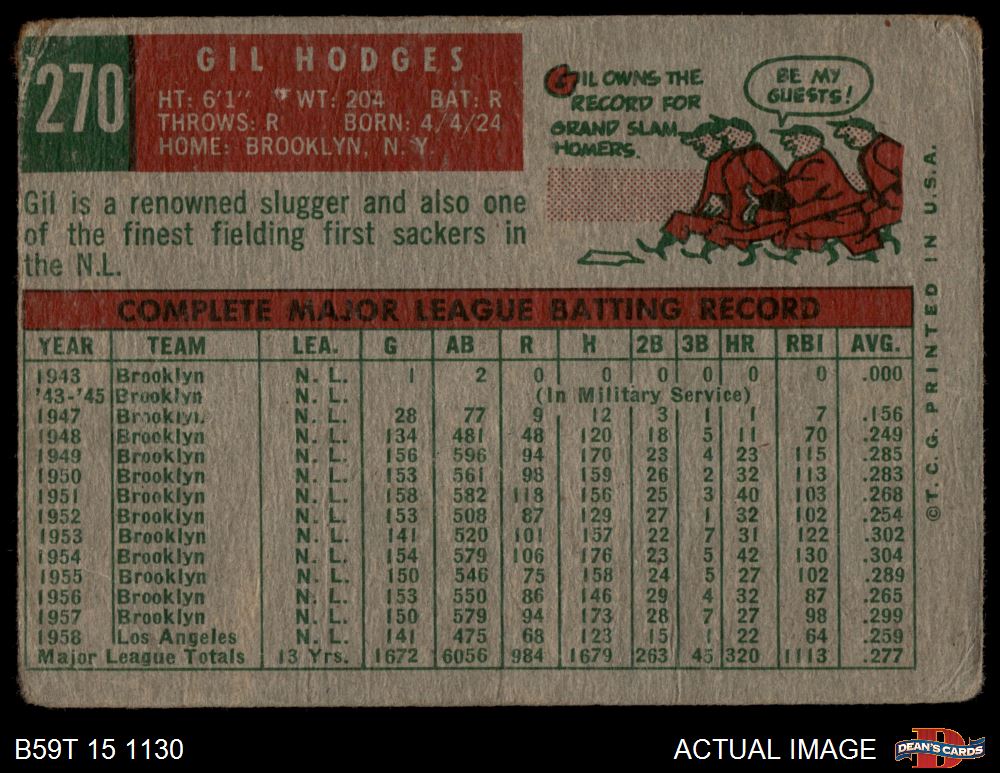 270
GIL HODGES
HT: 6'1" WT: 204 BAT: R
THROWS: R BORN: 4/4/24
HOME: BROOKLYN, N. Y.
Gil is a renowned slugger and also one
of the finest fielding first sackers in
the N.L.
GIL OWNS THE
RECORD FOR
GRAND SLAM
HOMERS.
BE MY
GUESTS!
COMPLETE MAJOR LEAGUE BATTING RECORD
YEAR TEAM LEA. G AB R H 2B 3B HR RBI AVG.
1943 Brooklyn N. L. 1 2 0 0 0 0 0 0 .000
'43-'45 Brooklyn N. L. (In Military Service)
1947 Brooklyn N. L. 28 77 9 12 3 1 1 7 .156
1948 Brooklyn N. L. 134 481 48 120 18 5 11 70 .249
1949 Brooklyn N. L. 156 596 94 170 23 4 23 115 .285
1950 Brooklyn N. L. 153 561 98 159 26 2 32 113 .283
1951 Brooklyn N. L. 158 582 118 156 25 3 40 103 .268
1952 Brooklyn N. L. 153 508 87 129 27 1 32 102 .254
1953 Brooklyn N. L. 141 520 101 157 22 7 31 122 .302
1954 Brooklyn N. L. 154 579 106 176 23 5 42 130 .304
1955 Brooklyn N. L. 150 546 75 158 24 5 27 102 .289
1956 Brooklyn N. L. 153 550 86 146 29 4 32 87 .265
1957 Brooklyn N. L. 150 579 94 173 28 7 27 98 .299
1958 Los Angeles N. L. 141 475 68 123 15 1 22 64 .259
Major League Totals 13 Yrs. 1672 6056 984 1679 263 45 320 1113 .277
©T. C. G. PRINTED IN U.S.A.
B59T 15 1130
ACTUAL IMAGE
DEAN'S CARDS